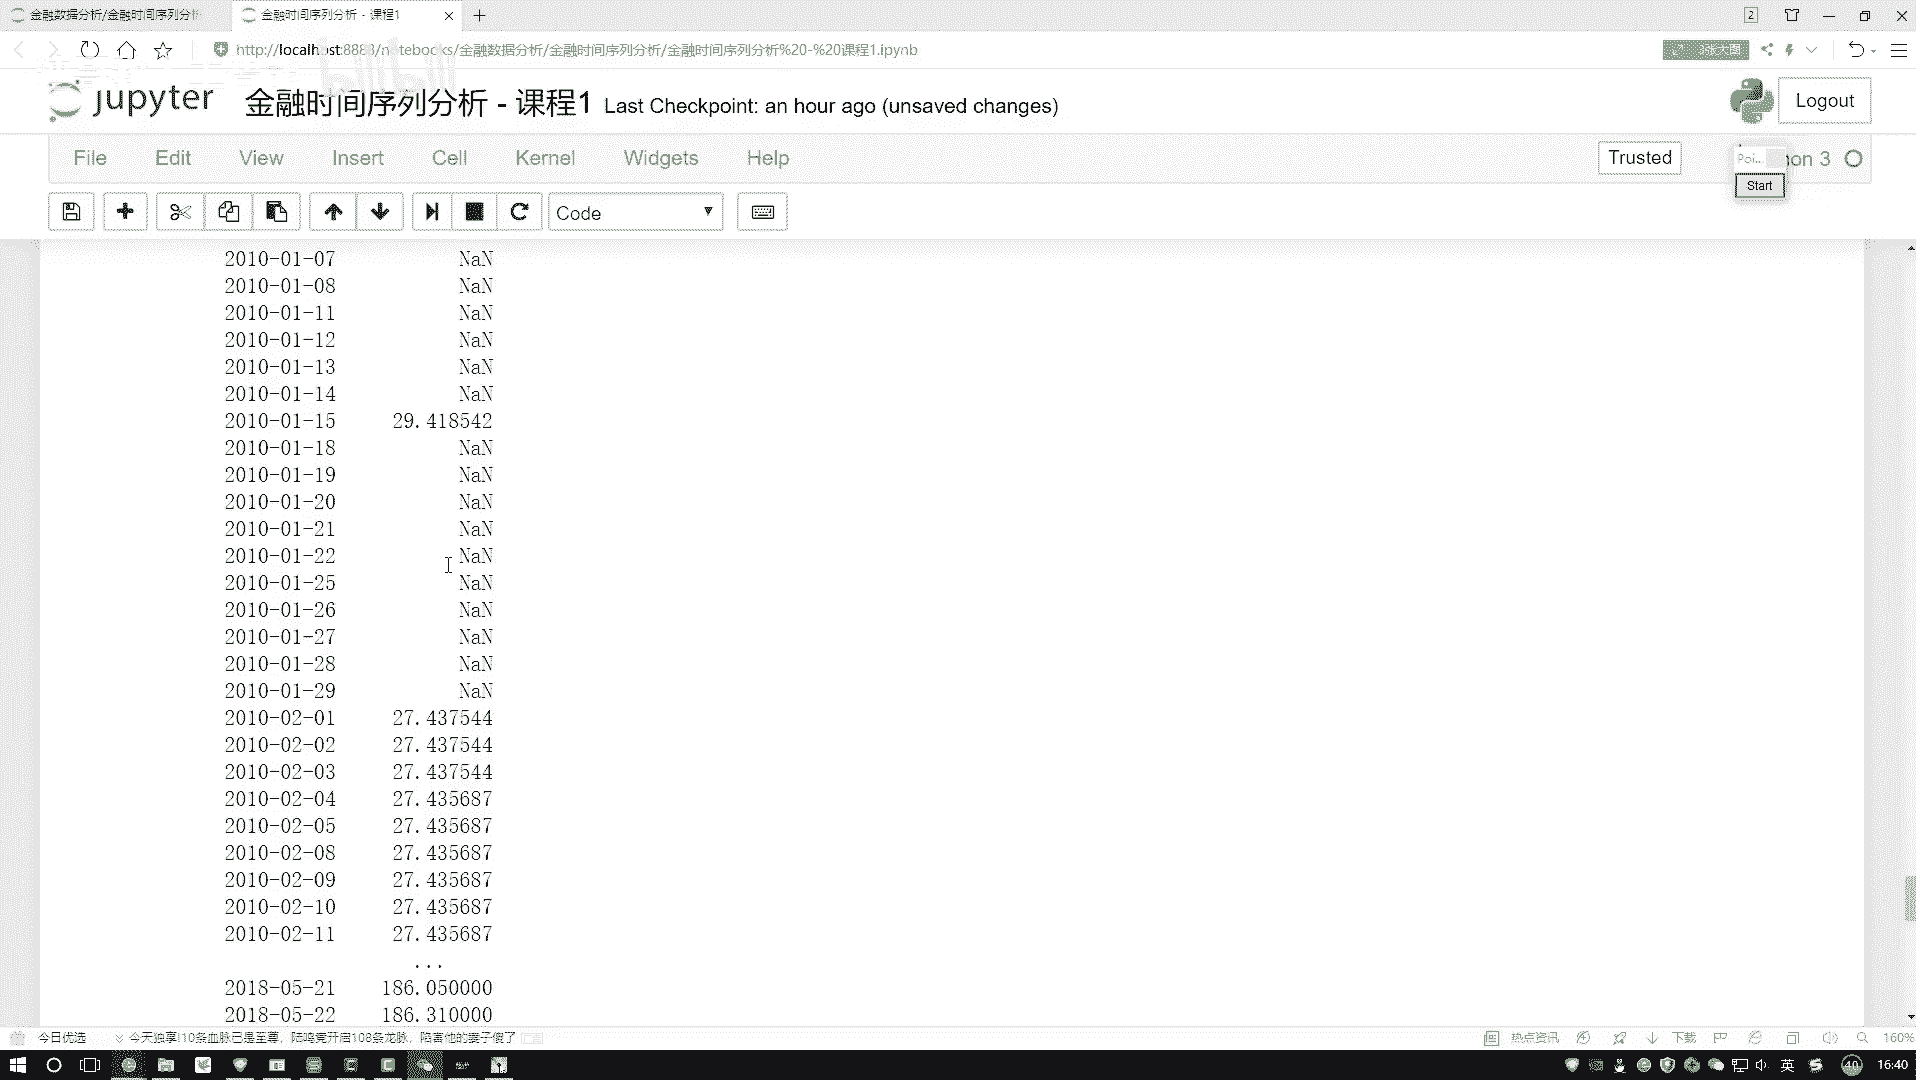 金融数据分析/金融时间序列分析
金融时间序列分析 - 课程1
2
http://localhost:8888/notebooks/金融数据分析/金融时间序列分析/金融时间序列分析%20-%20课程1.ipynb
3张大图
bilibili
jupyter
金融时间序列分析 - 课程1 Last Checkpoint: an hour ago (unsaved changes)
Logout
File Edit View Insert Cell Kernel Widgets Help
Trusted
Poi...
3
Start
Code
2010-01-07 NaN
2010-01-08 NaN
2010-01-11 NaN
2010-01-12 NaN
2010-01-13 NaN
2010-01-14 NaN
2010-01-15 29.418542
2010-01-18 NaN
2010-01-19 NaN
2010-01-20 NaN
2010-01-21 NaN
2010-01-22 NaN
2010-01-25 NaN
2010-01-26 NaN
2010-01-27 NaN
2010-01-28 NaN
2010-01-29 NaN
2010-02-01 27.437544
2010-02-02 27.437544
2010-02-03 27.437544
2010-02-04 27.435687
2010-02-05 27.435687
2010-02-08 27.435687
2010-02-09 27.435687
2010-02-10 27.435687
2010-02-11 27.435687
...
2018-05-21 186.050000
2018-05-22 186.310000
今日优选
今天独享!10条血脉已是至尊，陆鸣竟开启108条龙脉，陷害他的妻子傻了
热点资讯
下载
160%
英
40
16:40